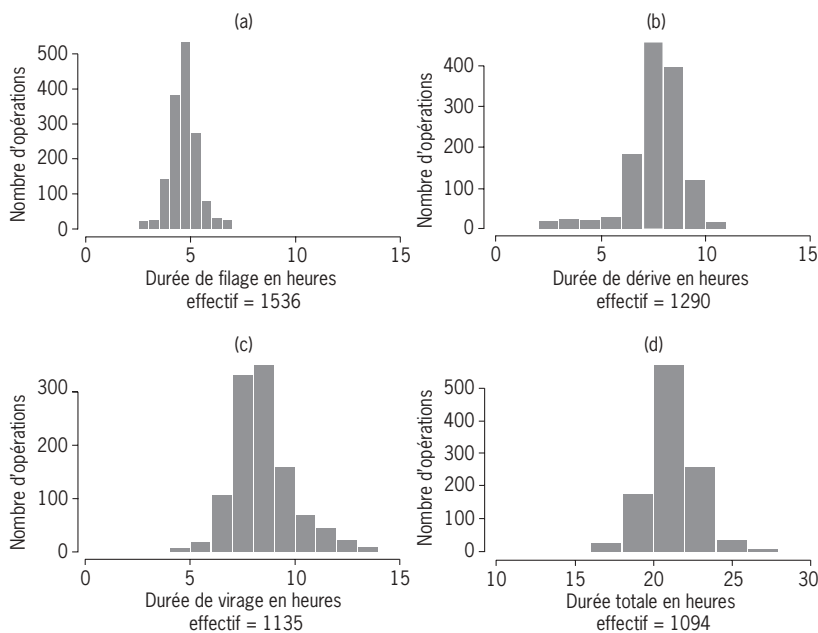 (a)
Nombre d'opérations
500
400
300
200
100
0
0 5 10 15
Durée de filage en heures
effectif = 1536
(b)
Nombre d'opérations
400
300
200
100
0
0 5 10 15
Durée de dérive en heures
effectif = 1290
(c)
Nombre d'opérations
300
200
100
0
0 5 10 15
Durée de virage en heures
effectif = 1135
(d)
Nombre d'opérations
500
400
300
200
100
0
10 15 20 25 30
Durée totale en heures
effectif = 1094